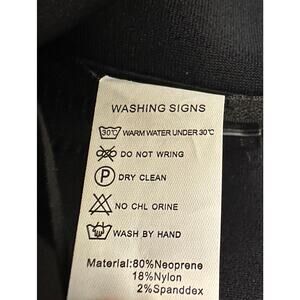 WASHING SIGNS
30℃ WARM WATER UNDER 30℃
DO NOT WRING
P DRY CLEAN
NO CHL ORINE
WASH BY HAND
Material:80%Neoprene
18%Nylon
2%Spanddex